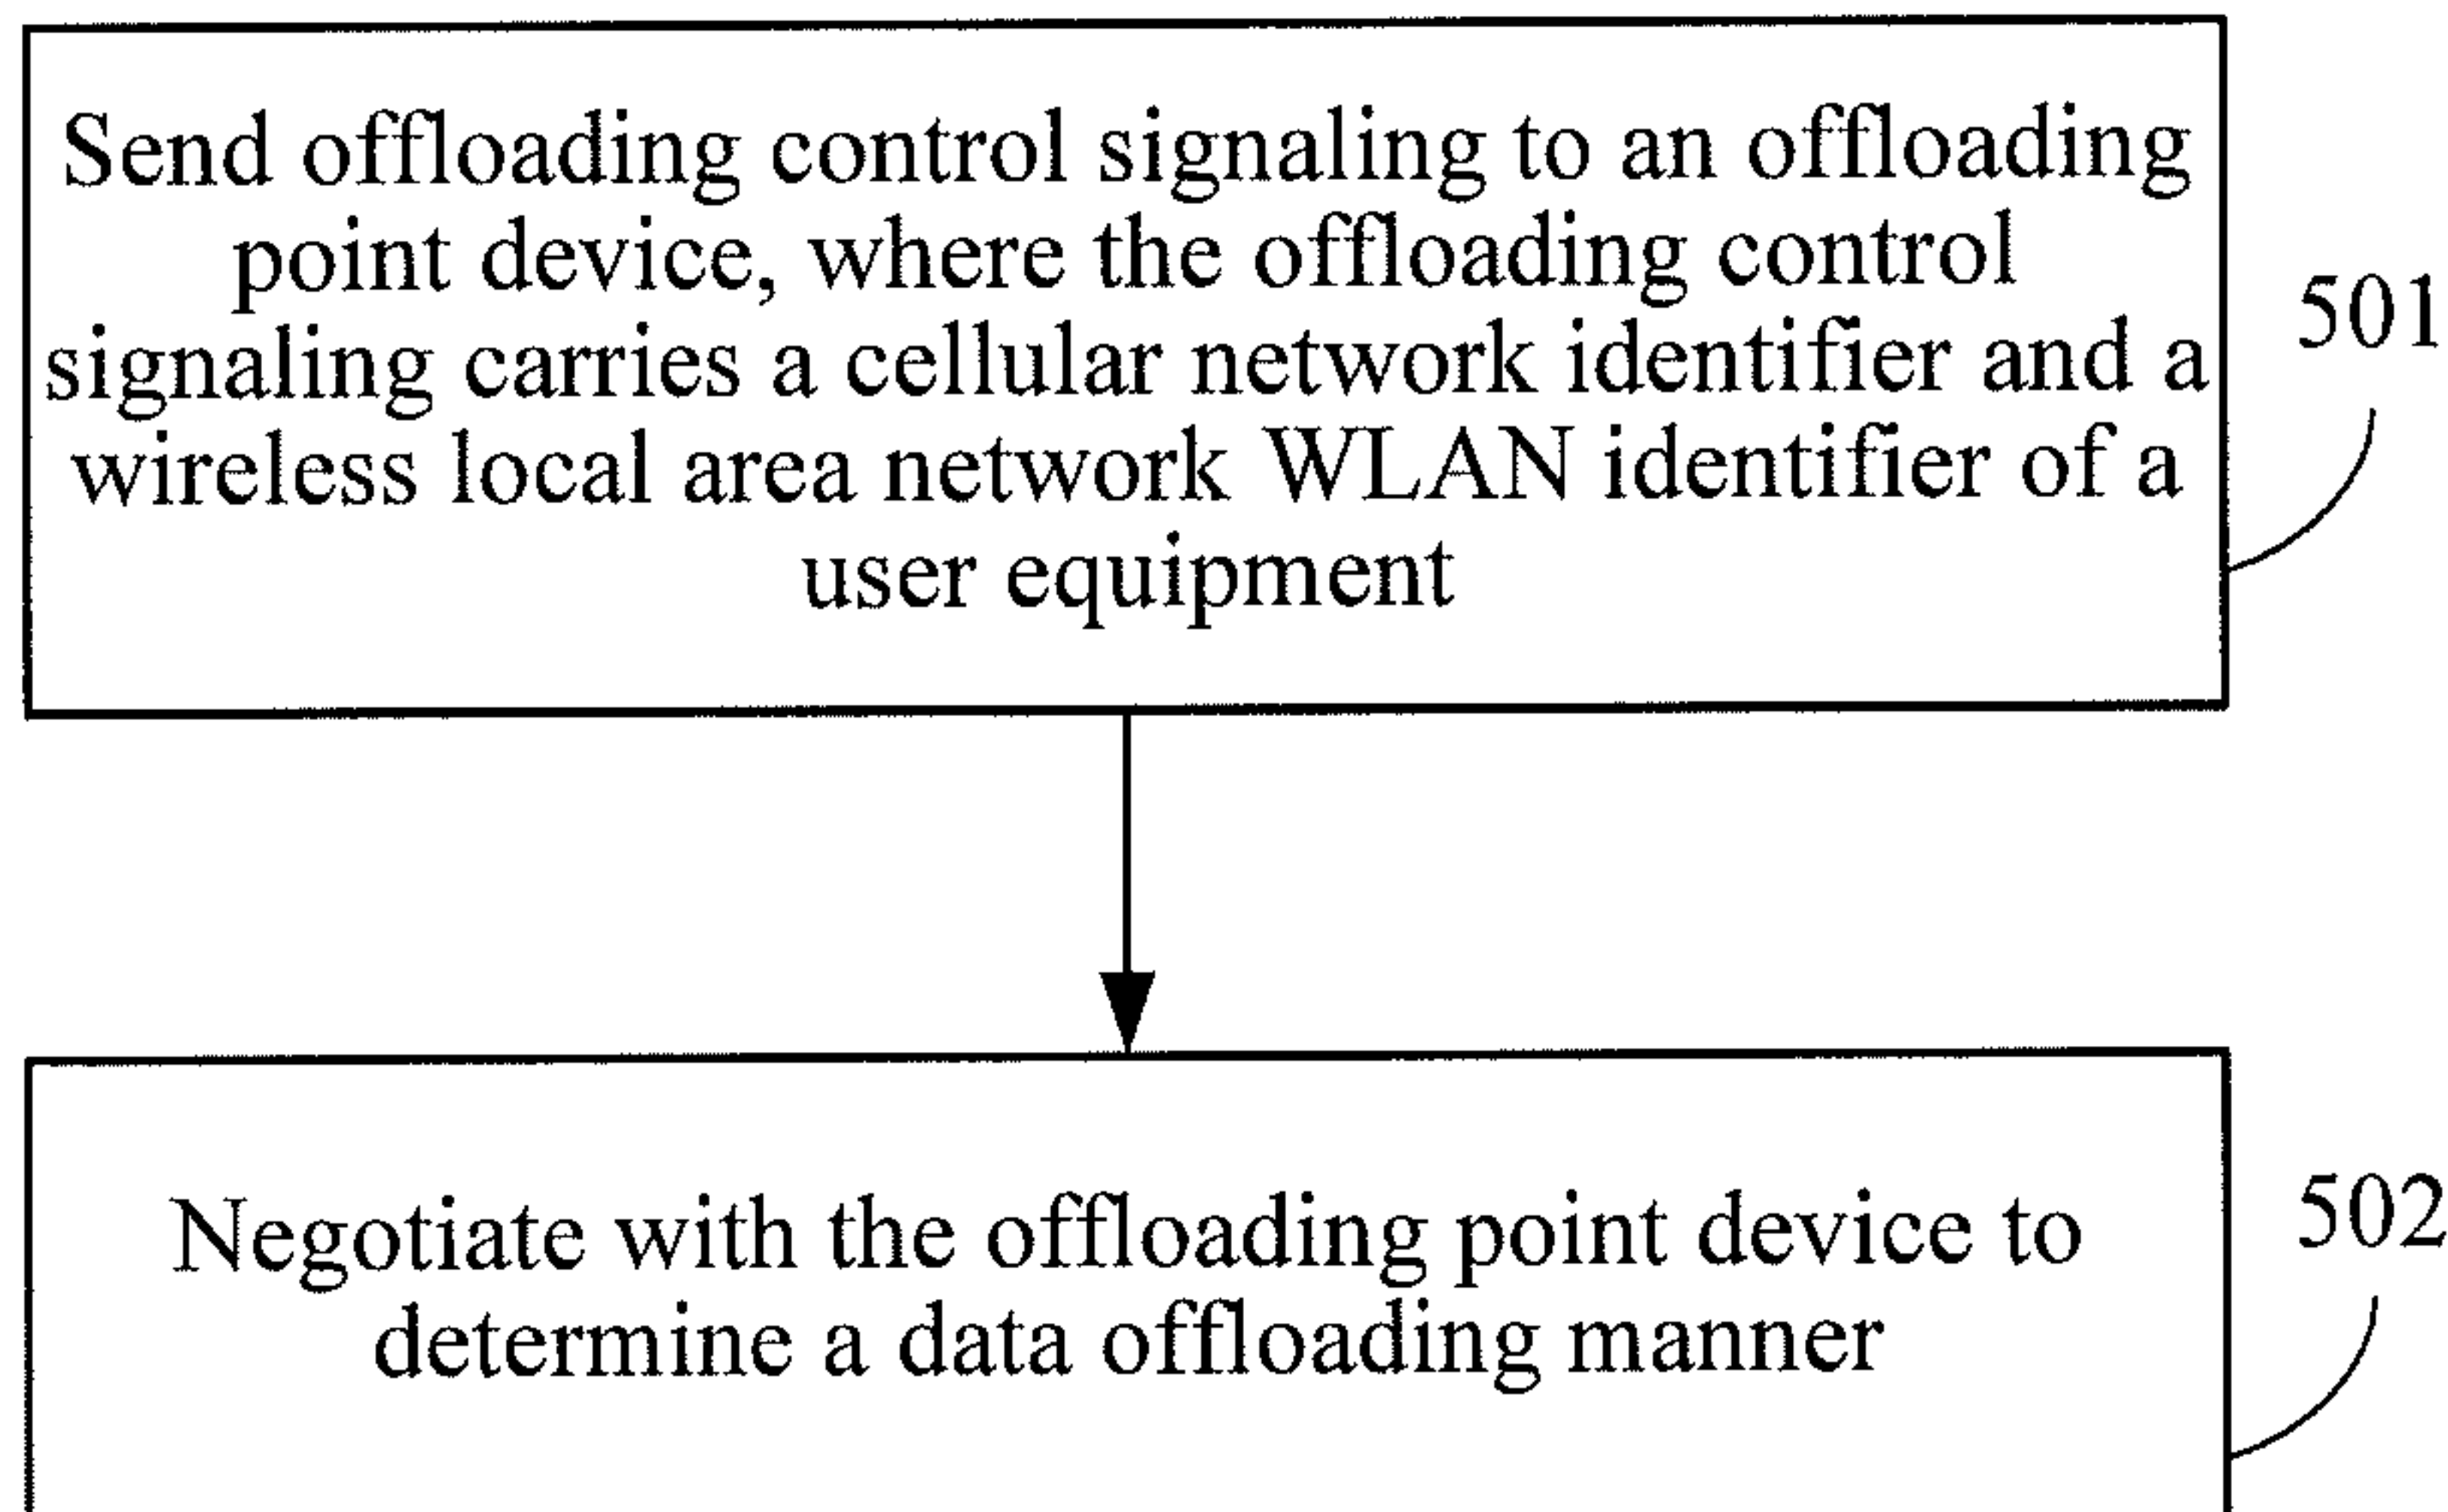 Send offloading control signaling to an offloading
point device, where the offloading control
signaling carries a cellular network identifier and a
wireless local area network WLAN identifier of a
user equipment
501
Negotiate with the offloading point device to
determine a data offloading manner
502